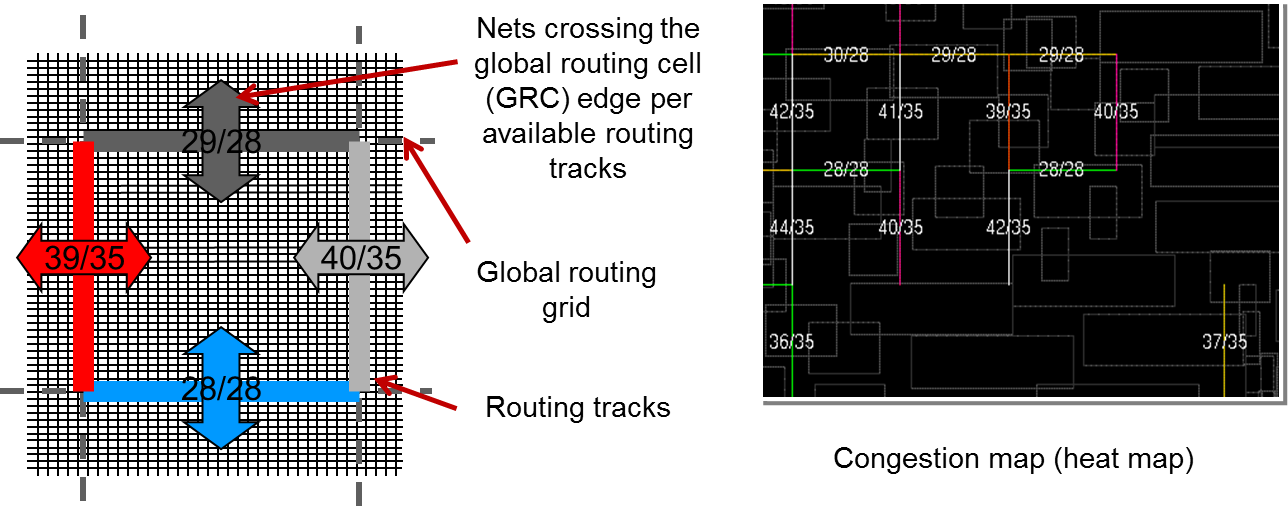 Nets crossing the
global routing cell
(GRC) edge per
available routing
tracks
29/28
39/35
40/35
28/28
Global routing
grid
Routing tracks
30/28
29/28
29/28
42/35
41/35
39/35
40/35
28/28
28/28
44/35
40/35
42/35
36/35
37/35
Congestion map (heat map)